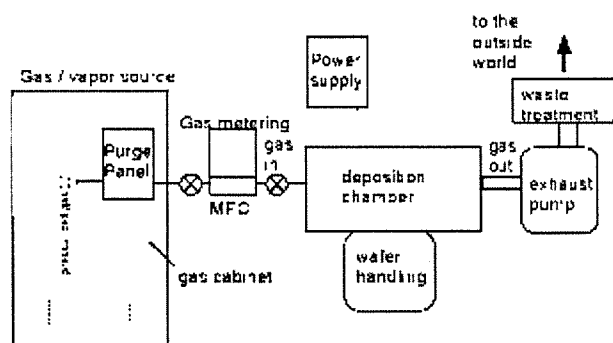 to the
outside
world
Power
supply
Gas / vapor source
waste
treatment
Gas metering
Purge
Panel
gas
in
gas
out
deposition
chamber
exhaust
pump
MFC
wafer
handling
gas cabinet